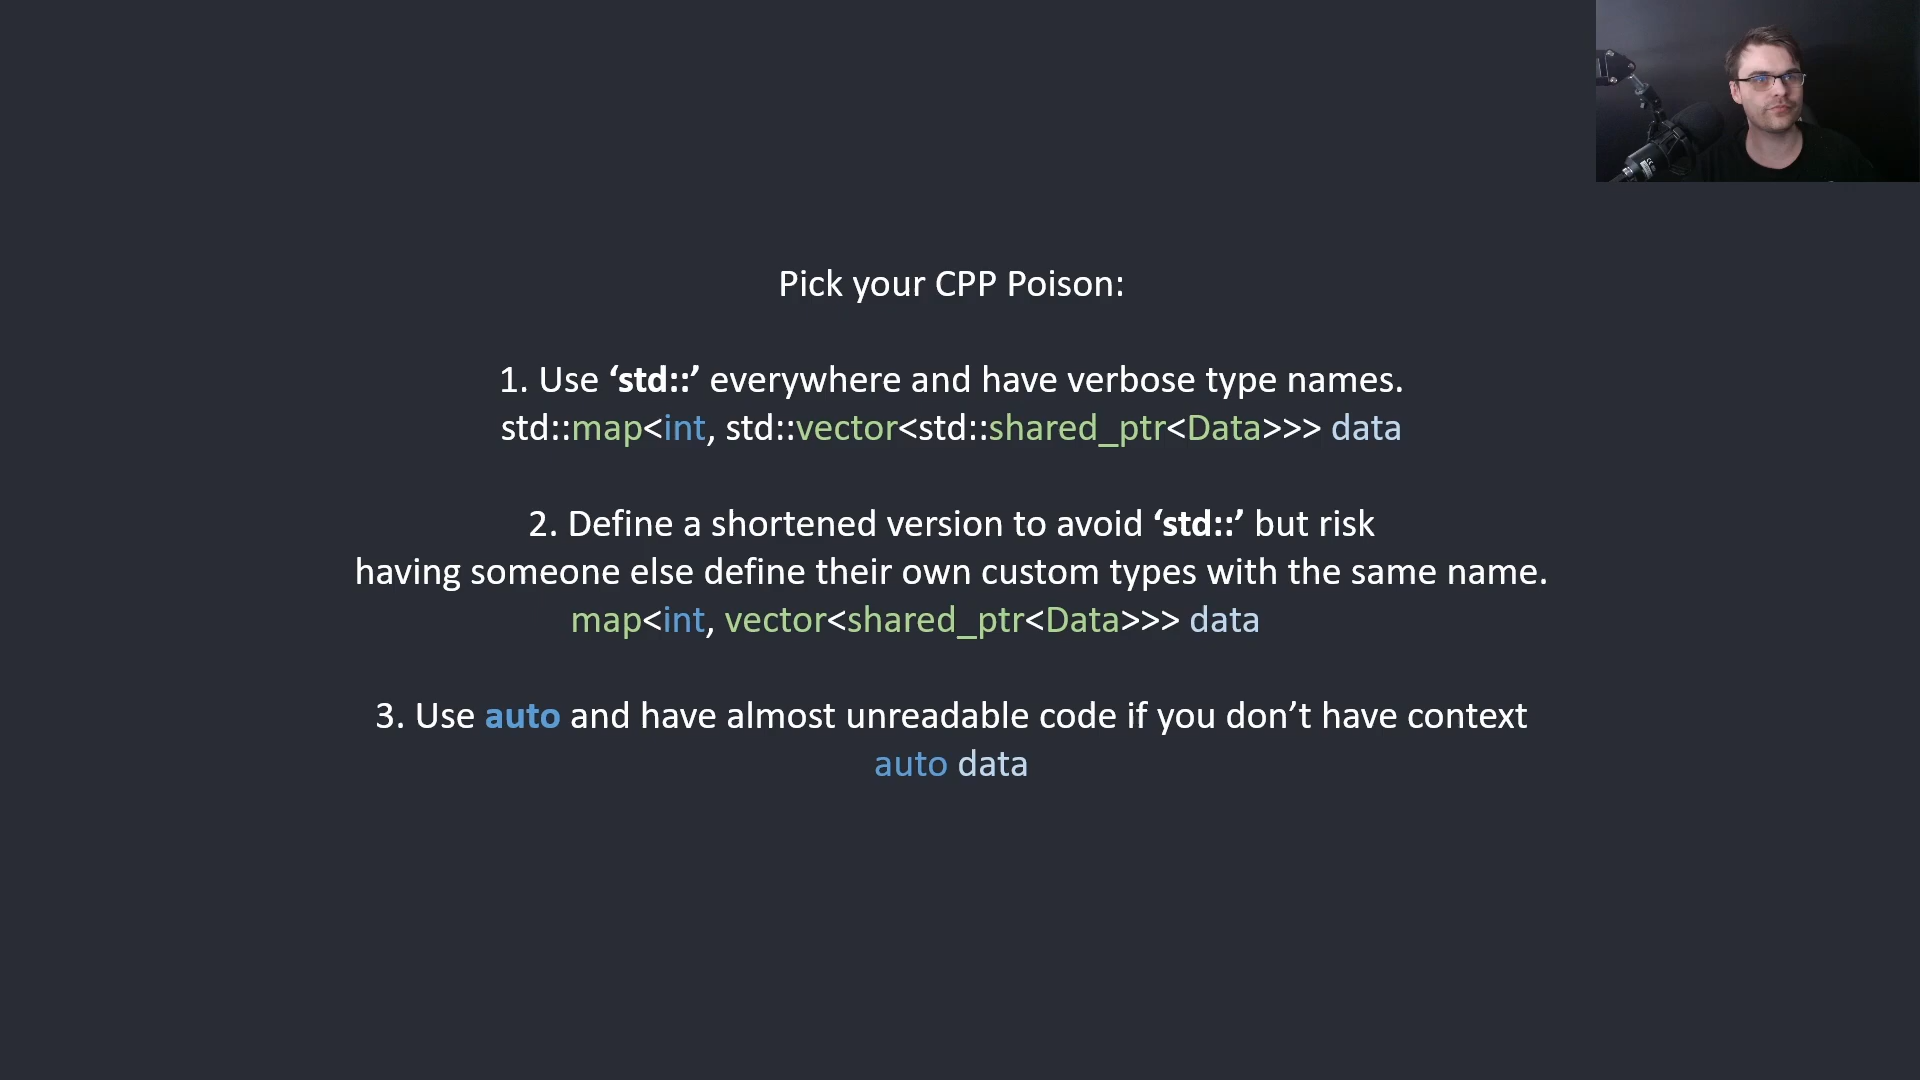 Pick your CPP Poison:
1. Use ‘std::’ everywhere and have verbose type names.
std::map<int, std::vector<std::shared_ptr<Data>>> data
2. Define a shortened version to avoid ‘std::’ but risk
having someone else define their own custom types with the same name.
map<int, vector<shared_ptr<Data>>> data
3. Use auto and have almost unreadable code if you don’t have context
auto data